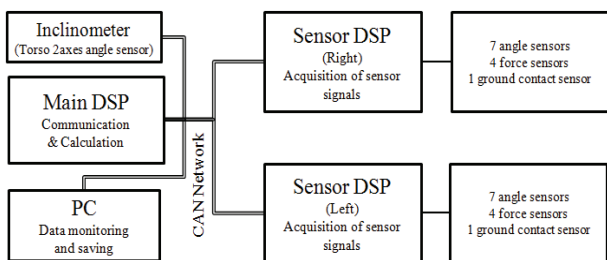 Inclinometer
(Torso 2axes angle sensor)
Main DSP
Communication
& Calculation
PC
Data monitoring
and saving
CAN Network
Sensor DSP
(Right)
Acquisition of sensor
signals
7 angle sensors
4 force sensors
1 ground contact sensor
Sensor DSP
(Left)
Acquisition of sensor
signals
7 angle sensors
4 force sensors
1 ground contact sensor